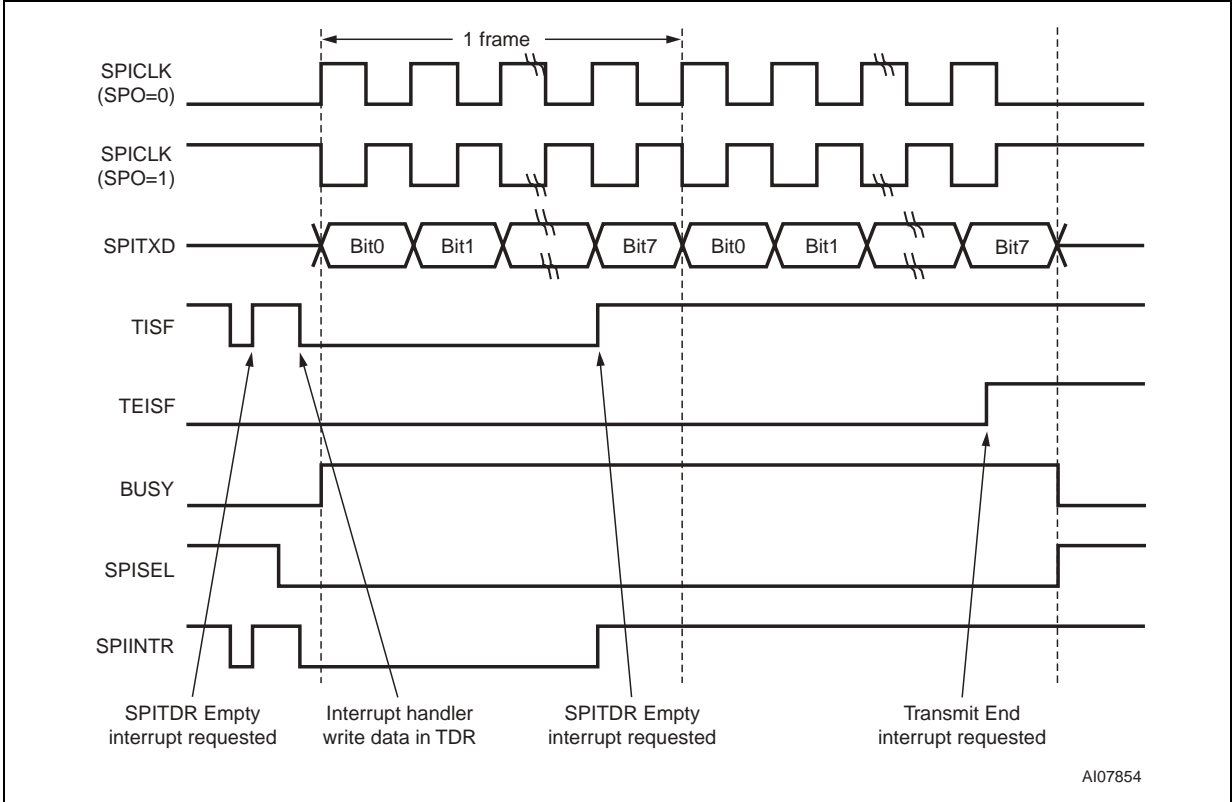 1 frame
SPICLK
(SPO=0)
SPICLK
(SPO=1)
SPITXD
Bit0
Bit1
Bit7
Bit0
Bit1
Bit7
TISF
TEISF
BUSY
SPISEL
SPIINTR
SPITDR Empty
interrupt requested
Interrupt handler
write data in TDR
SPITDR Empty
interrupt requested
Transmit End
interrupt requested
AI07854